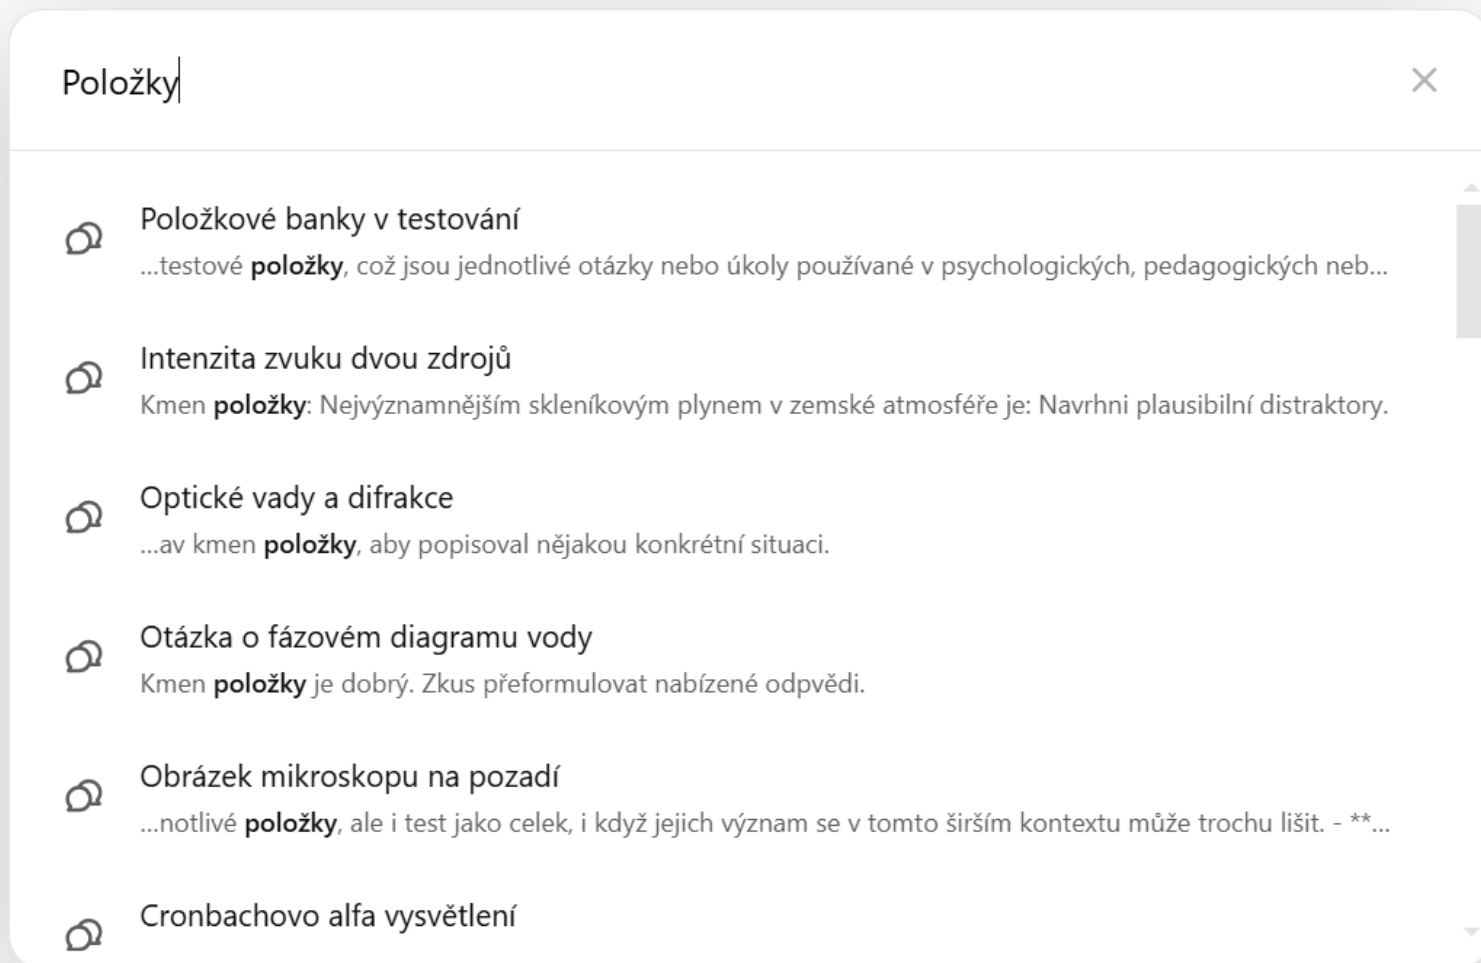 Položky
Položkové banky v testování
...testové položky, což jsou jednotlivé otázky nebo úkoly používané v psychologických, pedagogických neb...
Intenzita zvuku dvou zdrojů
Kmen položky: Nejvýznamnějším skleníkovým plynem v zemské atmosféře je: Navrhni plausibilní distraktory.
Optické vady a difrakce
...av kmen položky, aby popisoval nějakou konkrétní situaci.
Otázka o fázovém diagramu vody
Kmen položky je dobrý. Zkus přeformulovat nabízené odpvědi.
Obrázek mikroskopu na pozadí
...notlivé položky, ale i test jako celek, i když jejich význam se v tomto širším kontextu může trochu lišit. - **...
Cronbachovo alfa vysvětlení